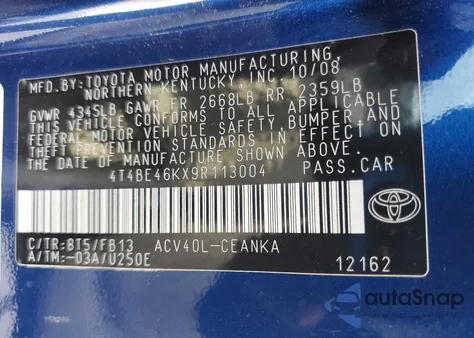 MFD. BY: TOYOTA MOTOR MANUFACTURING,
NORTHERN KENTUCKY, INC. 10/08
GVWR 4345LB GAWR FR 2668LB RR 2359LB
THIS VEHICLE CONFORMS TO ALL APPLICABLE
FEDERAL MOTOR VEHICLE SAFETY, BUMPER, AND
THEFT PREVENTION STANDARDS IN EFFECT ON
THE DATE OF MANUFACTURE SHOWN ABOVE.
4T4BE46KX9R113004 PASS.CAR
C/TR:8T5/FB13 ACV40L-CEANKA
A/TM:-03A/U250E
12162
autoSnap